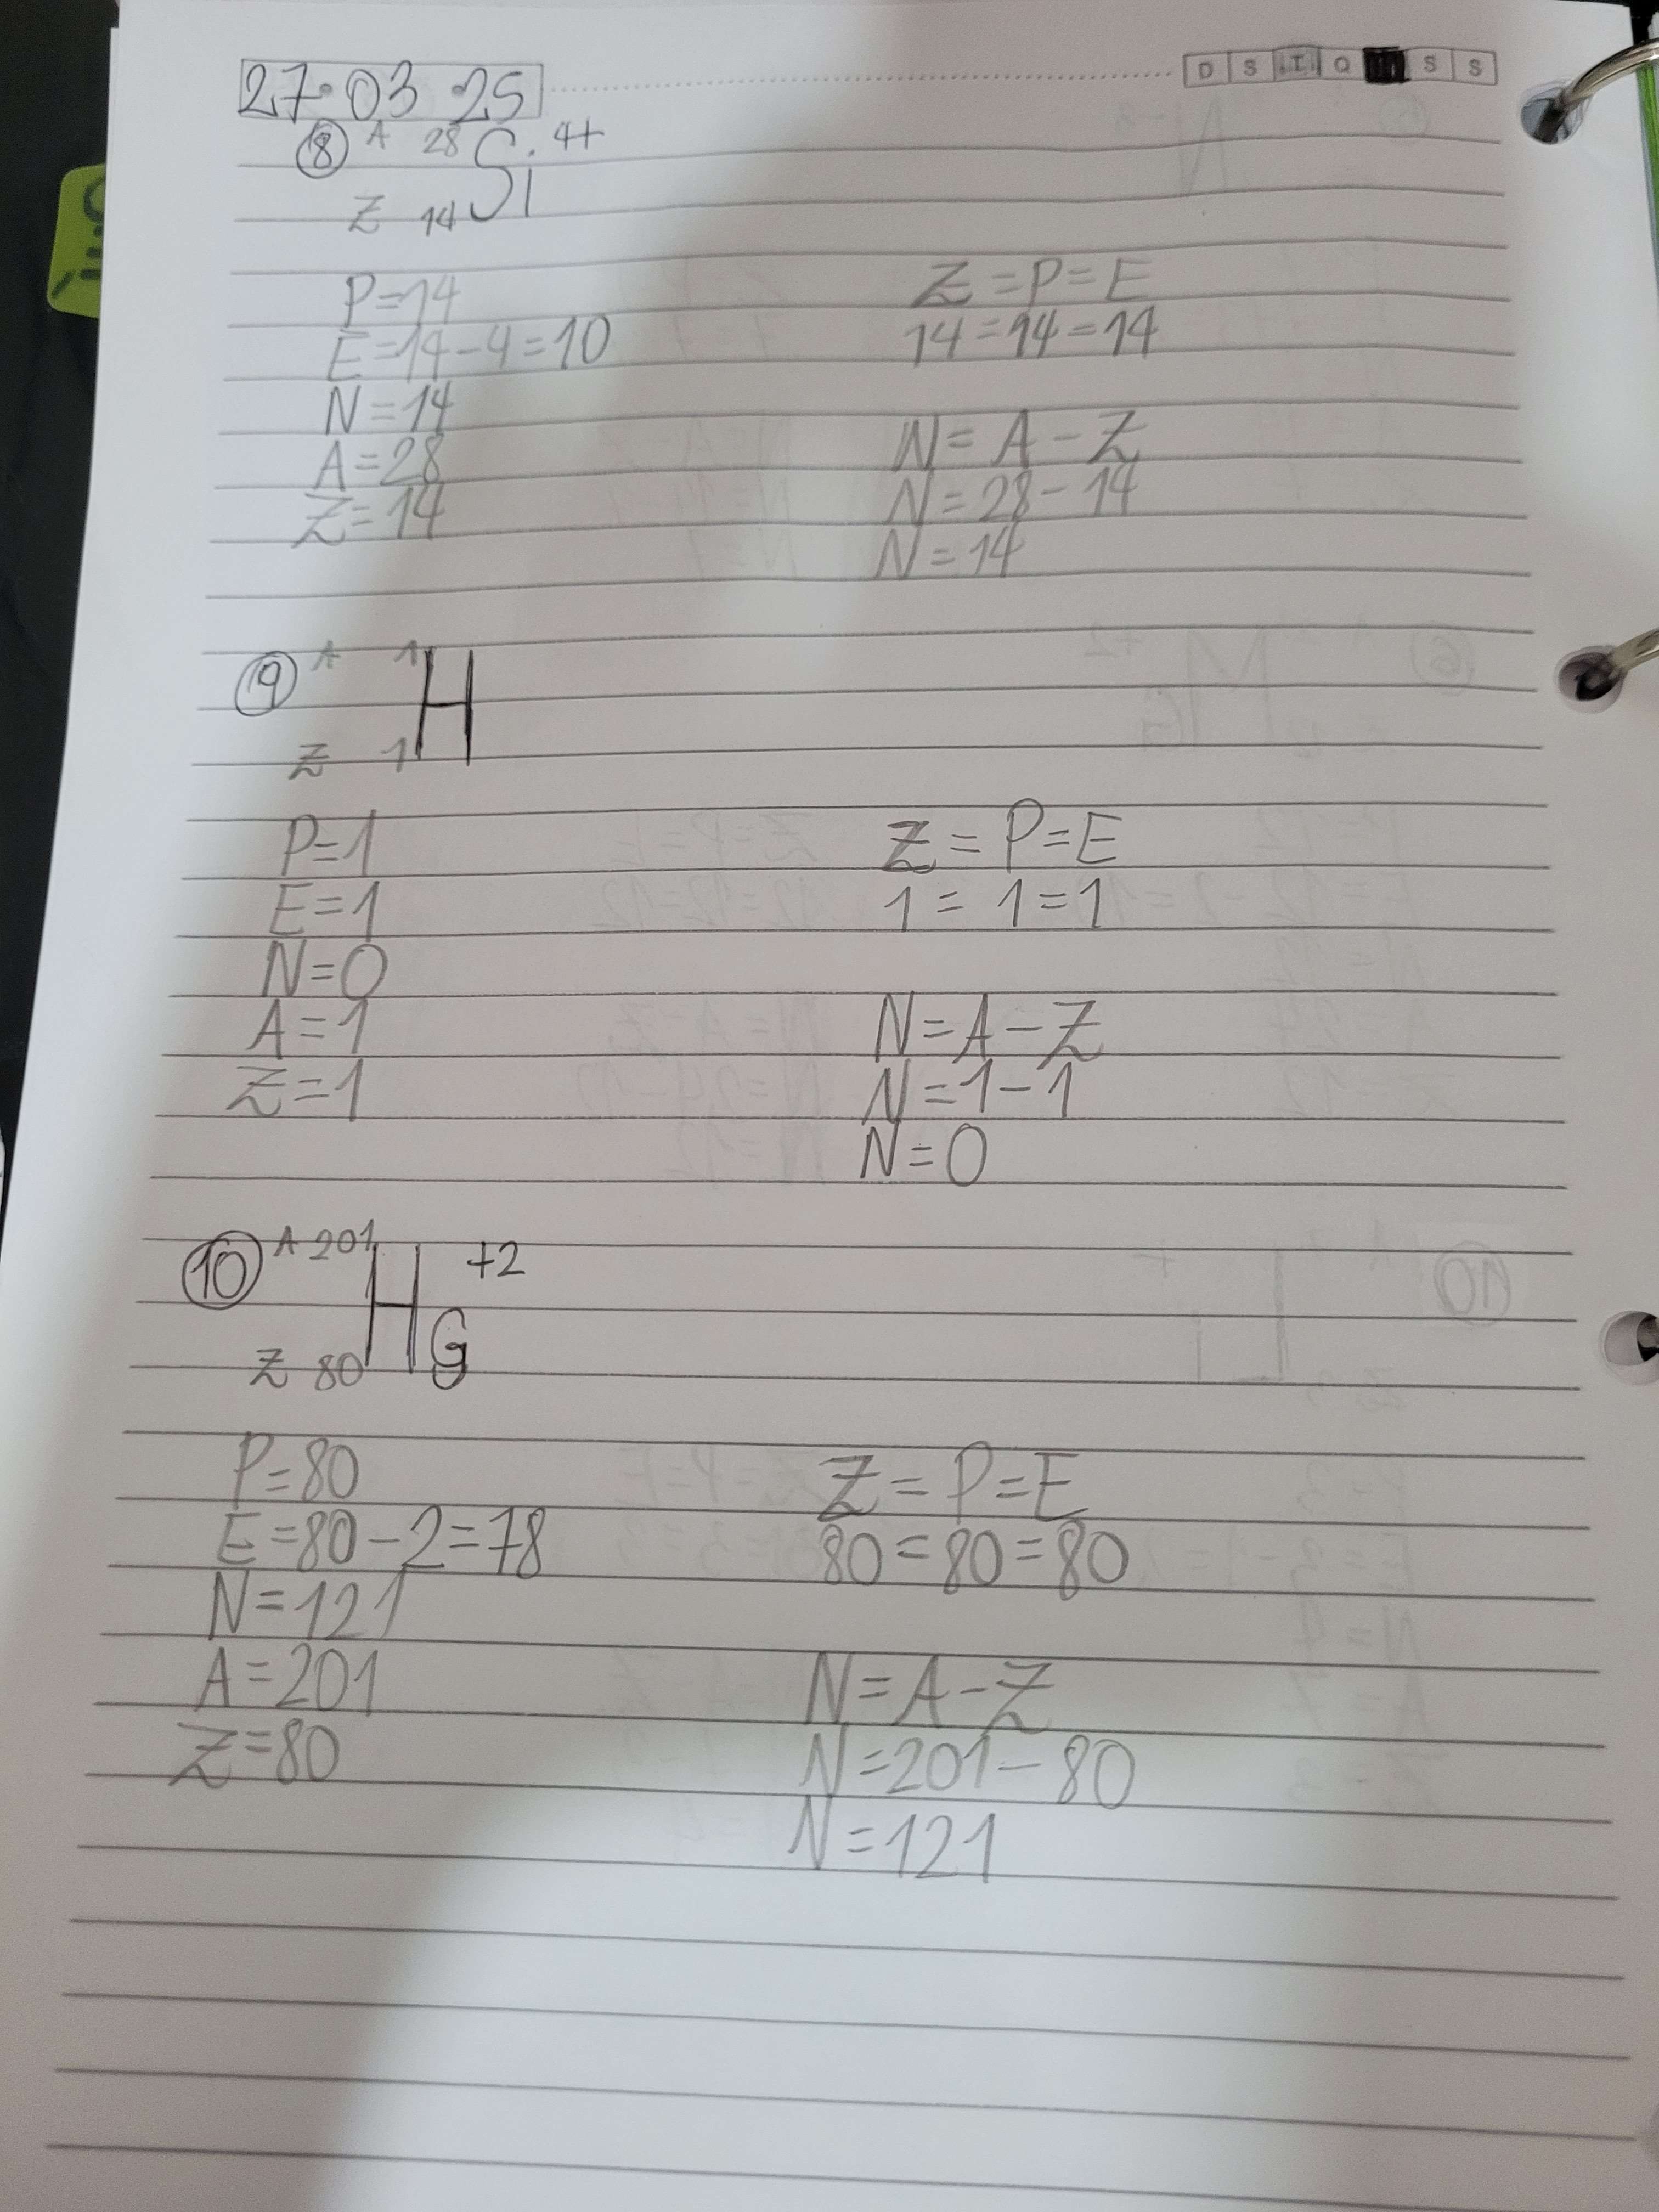 27.03.25
D S T Q S S
8 A 28 Si 4+
Z 14
P=14
E=14-4=10
N=14
A=28
Z=14
Z=P=E
14=14=14
N=A-Z
N=28-14
N=14
9 A 1 H
Z 1
P=1
E=1
N=0
A=1
Z=1
Z=P=E
1=1=1
N=A-Z
N=1-1
N=0
10 A 201 HG +2
Z 80
P=80
E=80-2=78
N=121
A=201
Z=80
Z=P=E
80=80=80
N=A-Z
N=201-80
N=121